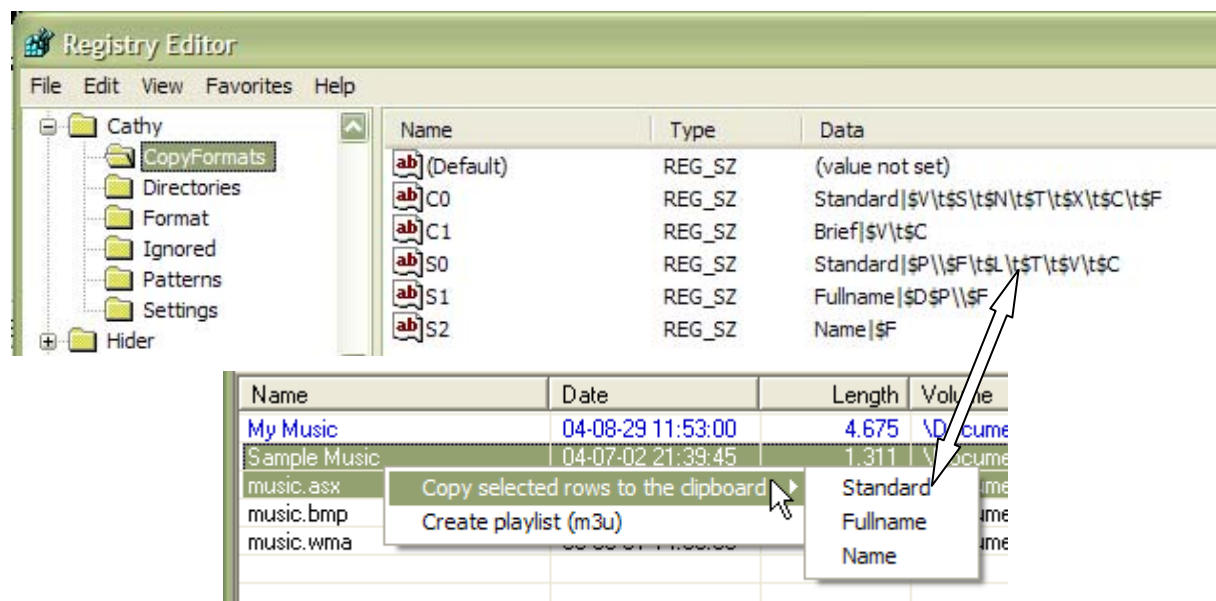 Registry Editor
File Edit View Favorites Help
Cathy
CopyFormats
Directories
Format
Ignored
Patterns
Settings
Hider
Name Type Data
(Default) REG_SZ (value not set)
C0 REG_SZ Standard|$V\t$S\t$N\t$T\t$X\t$C\t$F
C1 REG_SZ Brief|$V\t$C
S0 REG_SZ Standard|$P\\$F\t$L\t$T\t$V\t$C
S1 REG_SZ Fullname|$D$P\\$F
S2 REG_SZ Name|$F
Name Date Length Volume
My Music 04-08-29 11:53:00 4.675
Sample Music 04-07-02 21:39:45 1.311
music.asx
music.bmp
music.wma
Copy selected rows to the clipboard
Create playlist (m3u)
Standard
Fullname
Name